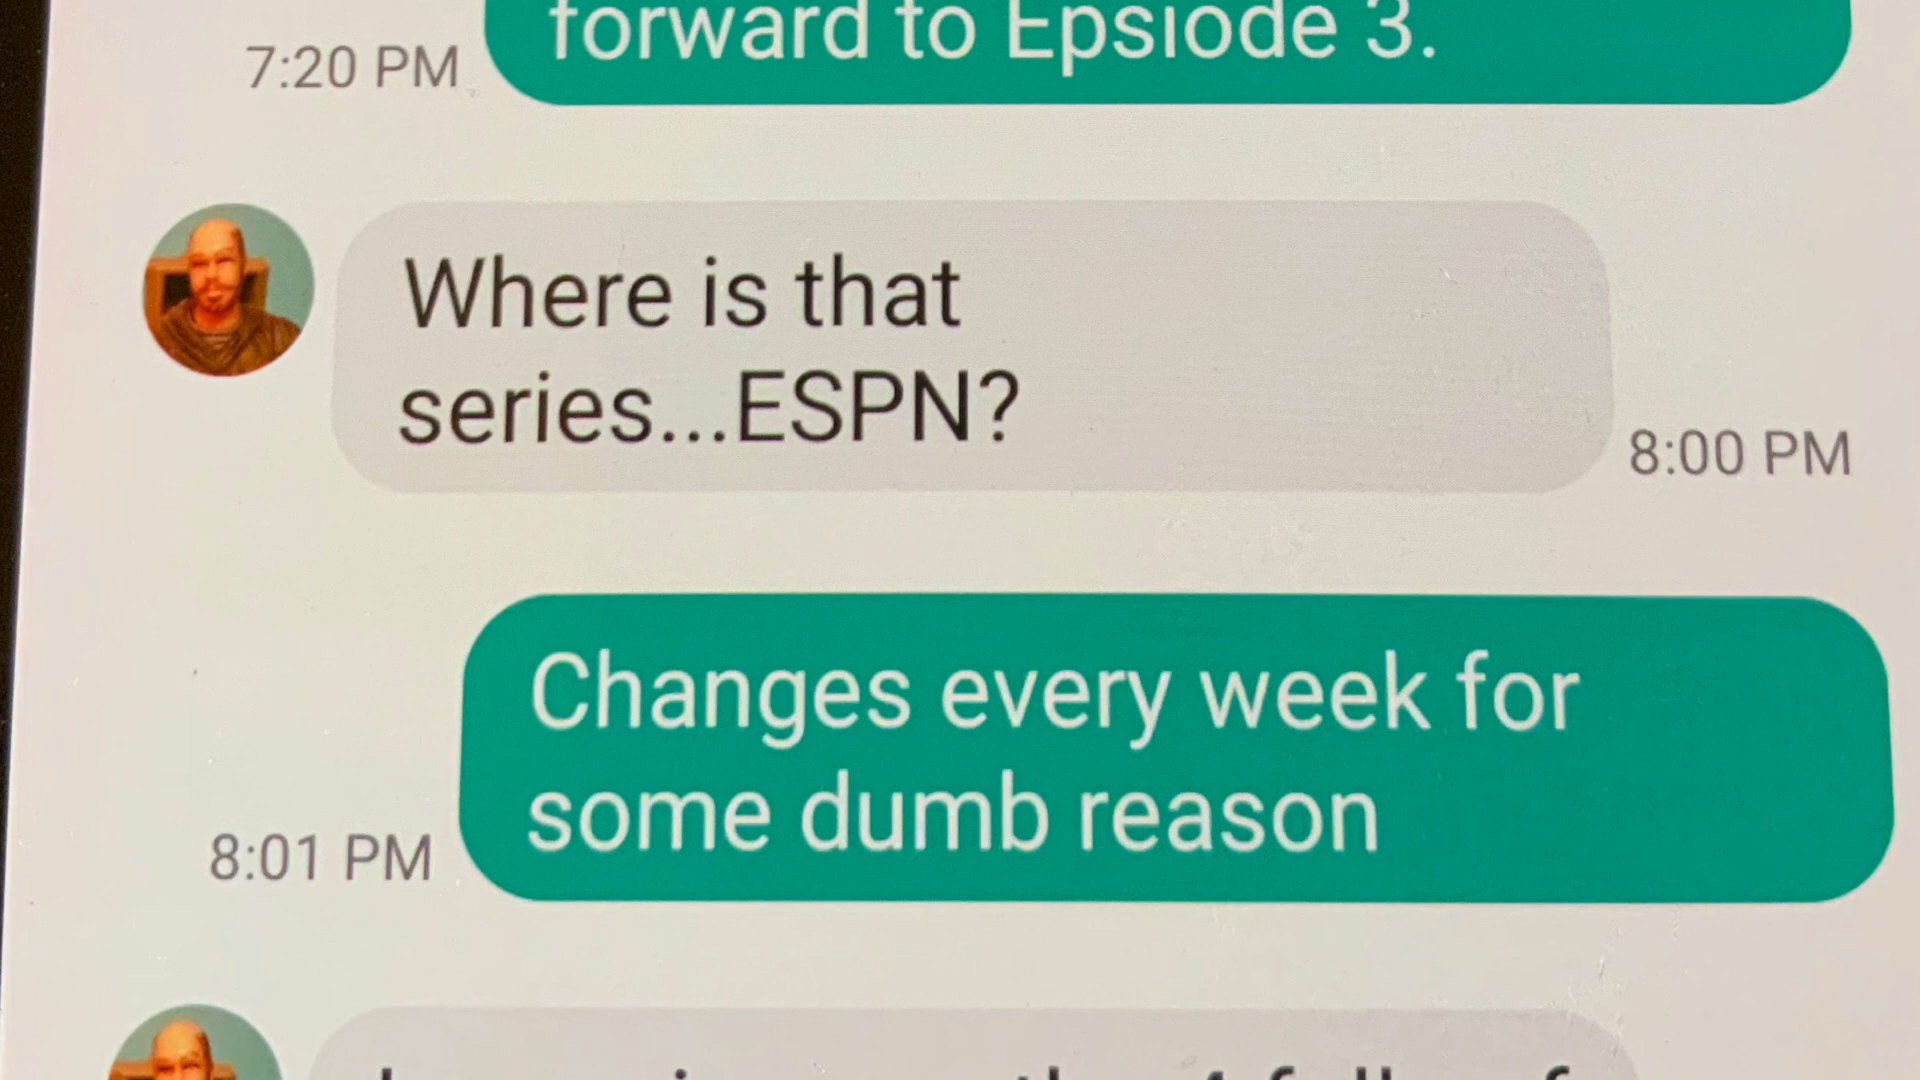 forward to Epsiode 3.
7:20 PM
Where is that
series...ESPN?
8:00 PM
Changes every week for
some dumb reason
8:01 PM